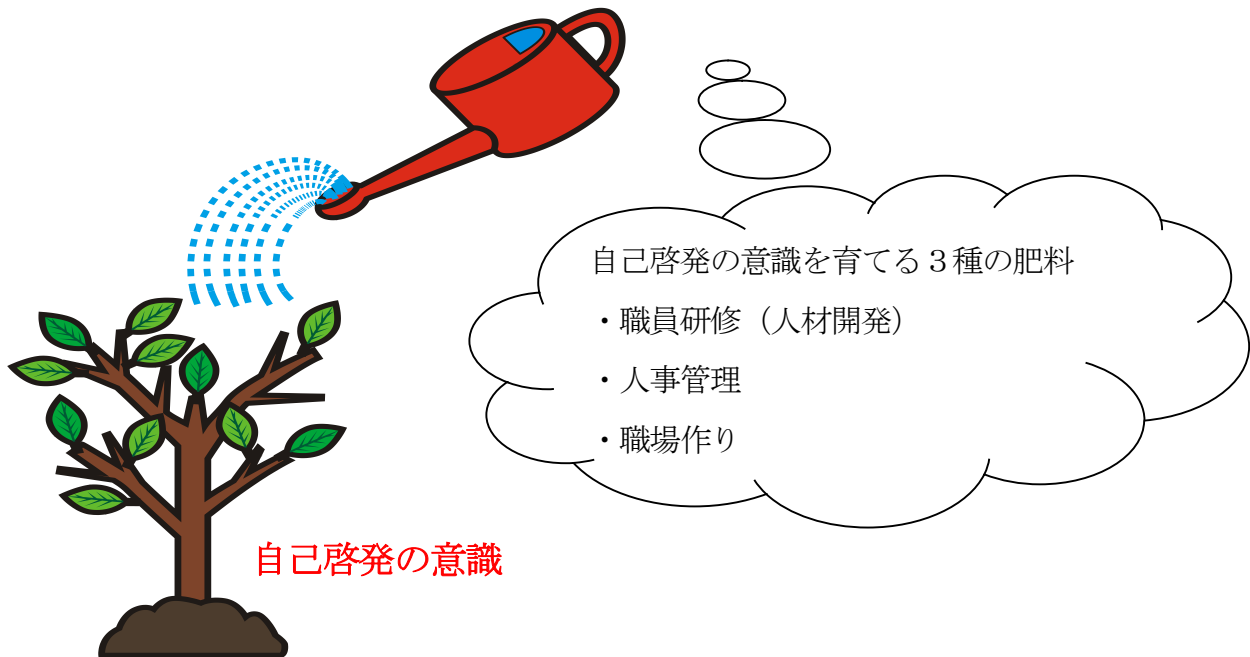 自己啓発の意識を育てる３種の肥料
・職員研修（人材開発）
・人事管理
・職場作り
自己啓発の意識